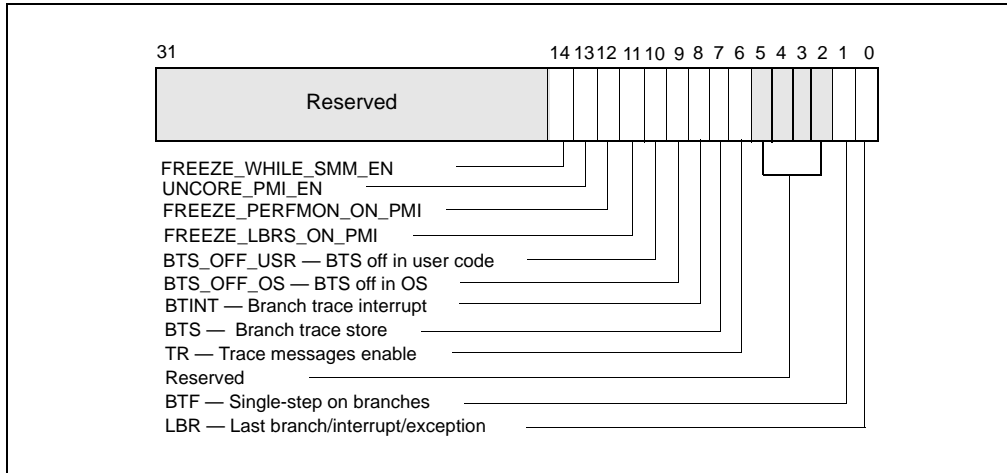 31 14 13 12 11 10 9 8 7 6 5 4 3 2 1 0
Reserved
FREEZE_WHILE_SMM_EN
UNCORE_PMI_EN
FREEZE_PERFMON_ON_PMI
FREEZE_LBRS_ON_PMI
BTS_OFF_USR — BTS off in user code
BTS_OFF_OS — BTS off in OS
BTINT — Branch trace interrupt
BTS — Branch trace store
TR — Trace messages enable
Reserved
BTF — Single-step on branches
LBR — Last branch/interrupt/exception